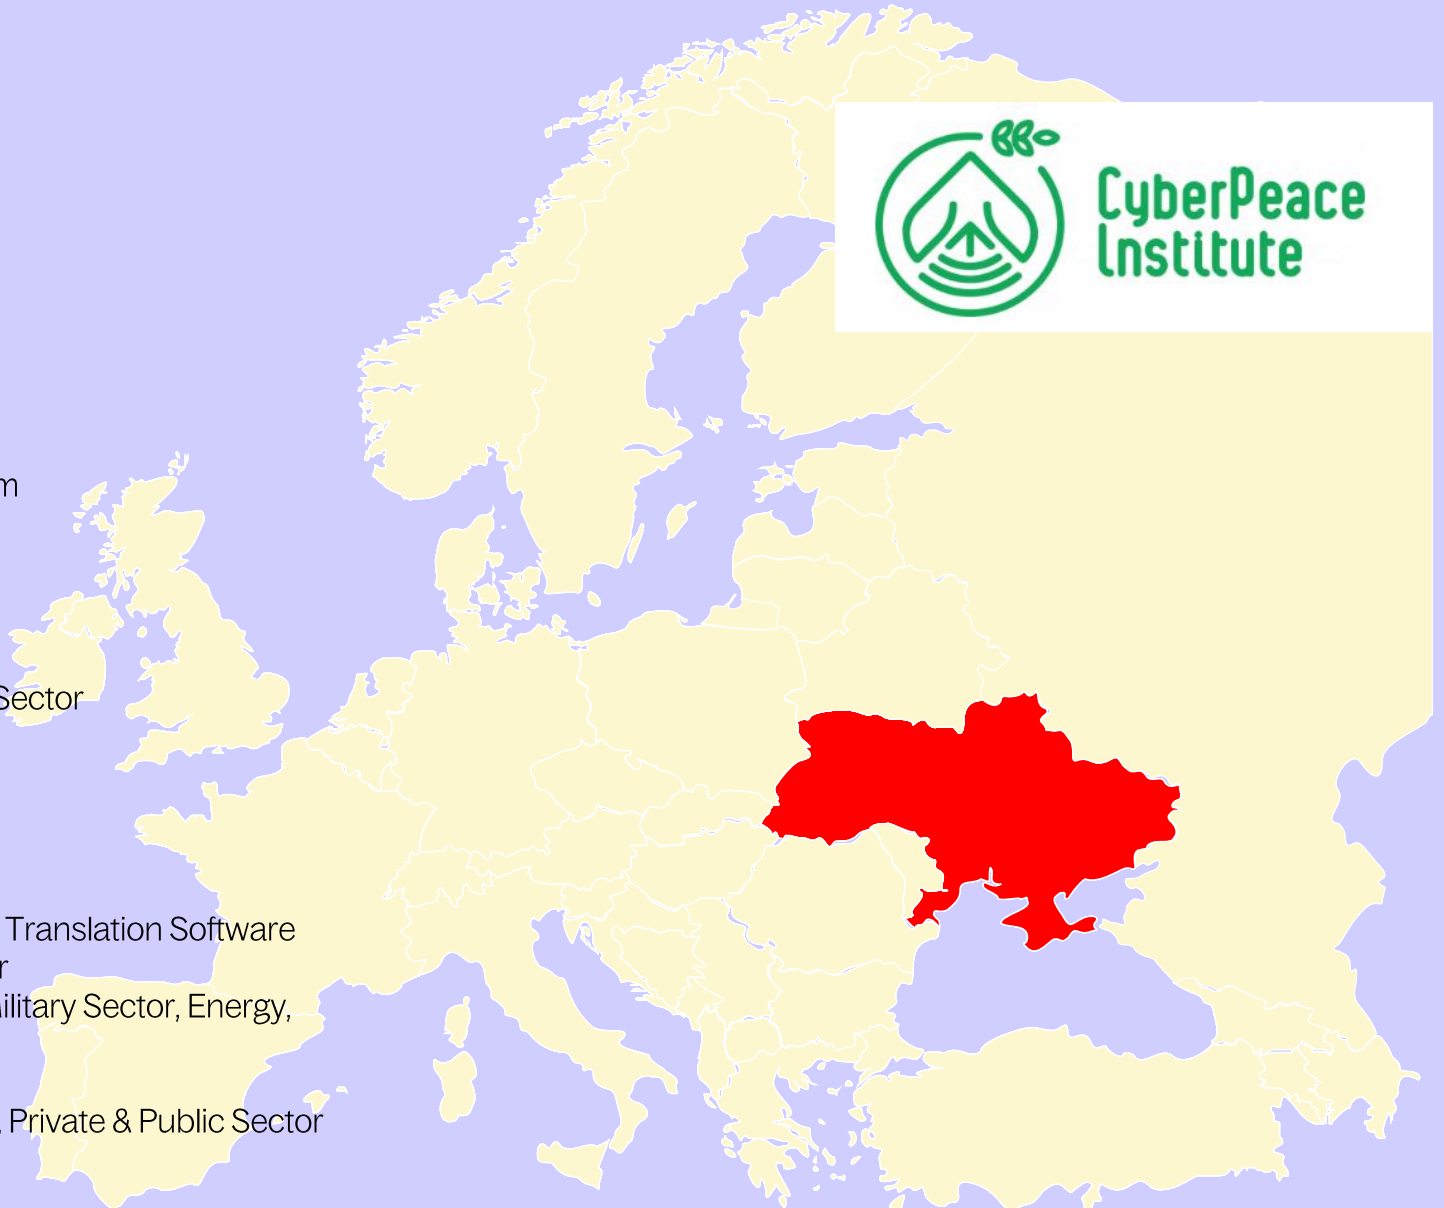 CyberPeace
Institute
m
Sector
Translation Software
r
ilitary Sector, Energy,
, Private & Public Sector